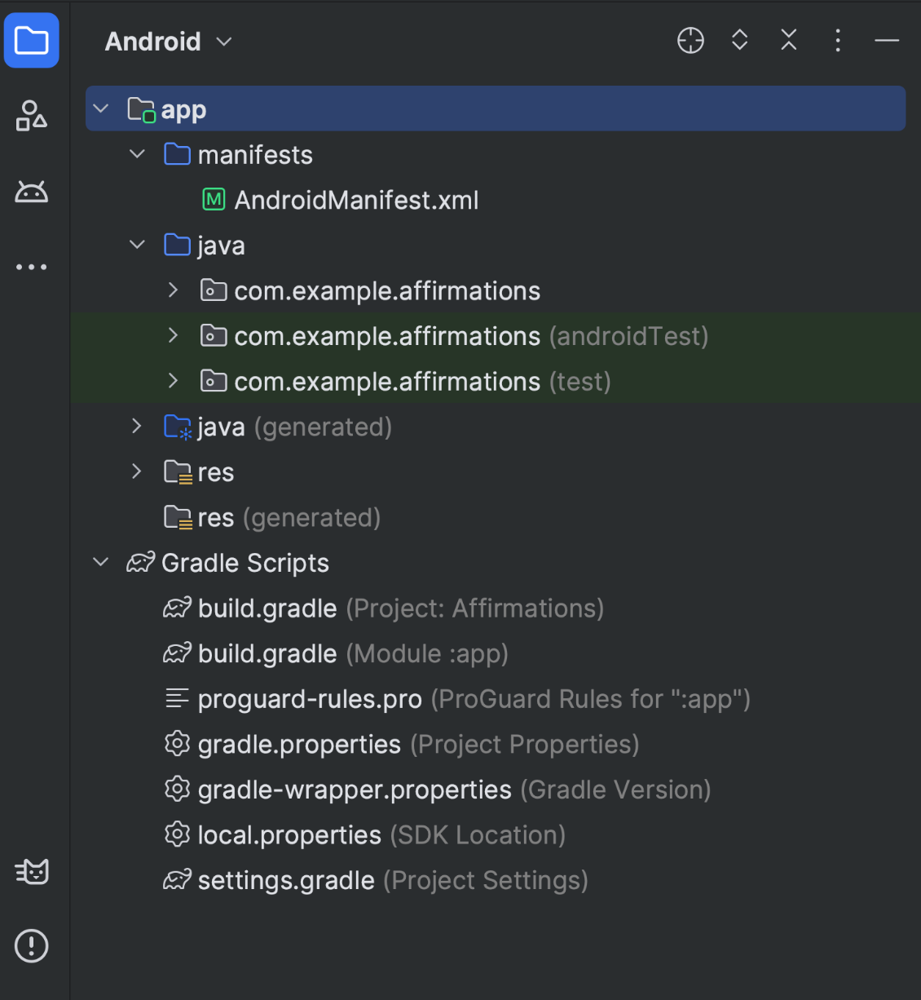 Android
app
manifests
AndroidManifest.xml
java
com.example.affirmations
com.example.affirmations (androidTest)
com.example.affirmations (test)
java (generated)
res
res (generated)
Gradle Scripts
build.gradle (Project: Affirmations)
build.gradle (Module :app)
proguard-rules.pro (ProGuard Rules for ":app")
gradle.properties (Project Properties)
gradle-wrapper.properties (Gradle Version)
local.properties (SDK Location)
settings.gradle (Project Settings)